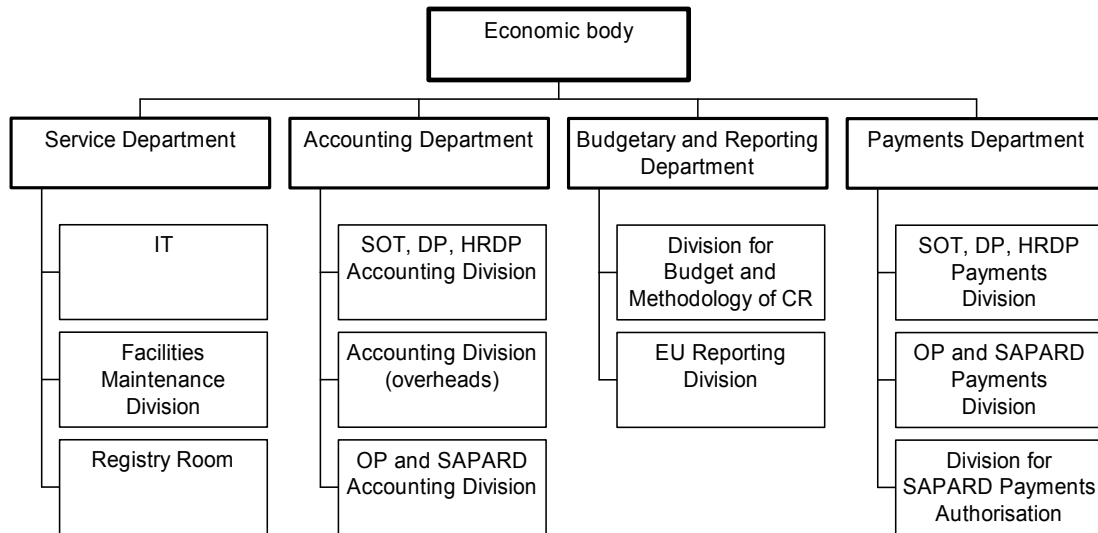 Economic body
Service Department
Accounting Department
Budgetary and Reporting
Department
Payments Department
IT
SOT, DP, HRDP
Accounting Division
Division for
Budget and
Methodology of CR
SOT, DP, HRDP
Payments
Division
Facilities
Maintenance
Division
Accounting Division
(overheads)
EU Reporting
Division
OP and SAPARD
Payments
Division
Registry Room
OP and SAPARD
Accounting Division
Division for
SAPARD Payments
Authorisation